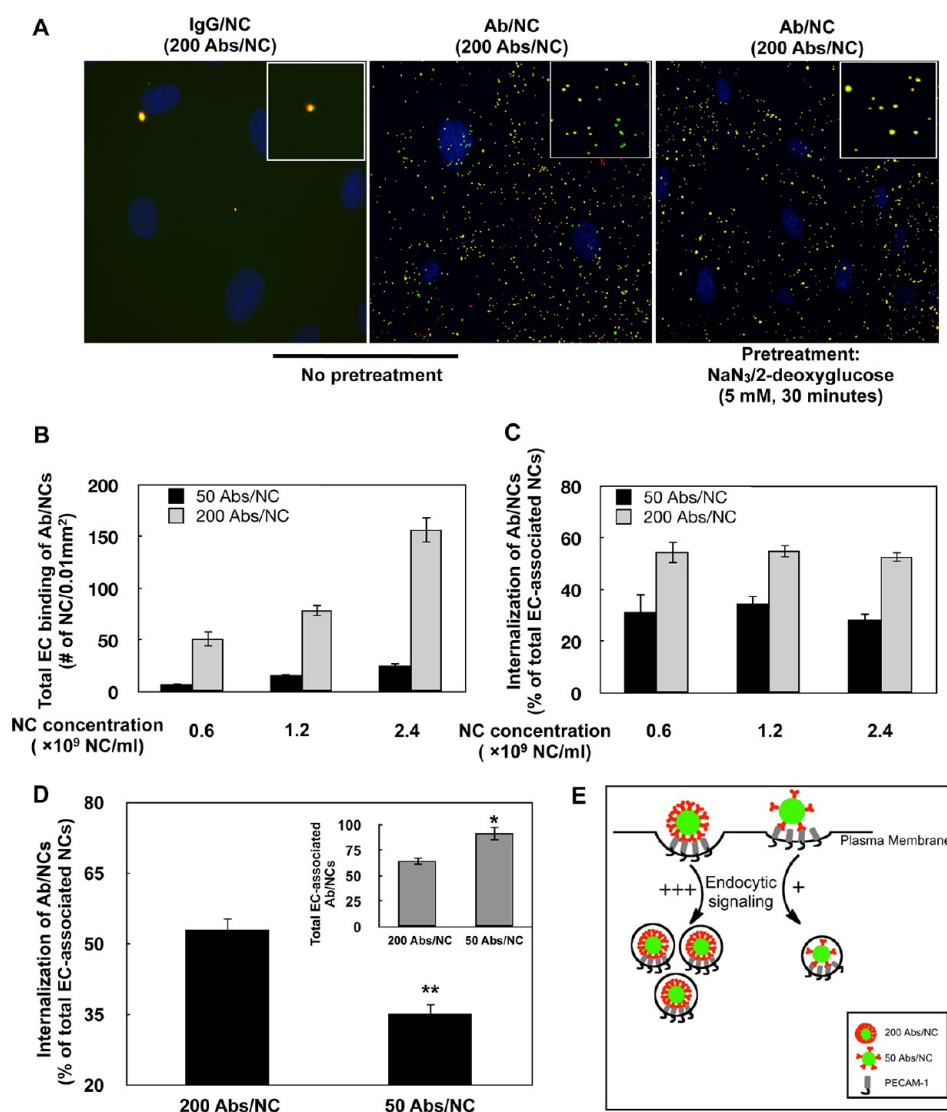 A
IgG/NC
(200 Abs/NC)
Ab/NC
(200 Abs/NC)
Ab/NC
(200 Abs/NC)
No pretreatment
Pretreatment:
NaN₃/2-deoxyglucose
(5 mM, 30 minutes)
B
Total EC binding of Ab/NCs
(# of NC/0.01mm²)
200
150
100
50
0
50 Abs/NC
200 Abs/NC
NC concentration
( ×10⁹ NC/ml)
0.6
1.2
2.4
C
Internalization of Ab/NCs
(% of total EC-associated NCs)
80
60
40
20
0
50 Abs/NC
200 Abs/NC
NC concentration
( ×10⁹ NC/ml)
0.6
1.2
2.4
D
Internalization of Ab/NCs
(% of total EC-associated NCs)
80
65
50
35
20
**
200 Abs/NC
50 Abs/NC
Total EC-associated
Ab/NCs
100
75
50
25
0
*
200 Abs/NC
50 Abs/NC
E
Plasma Membrane
+++
Endocytic
signaling
+
200 Abs/NC
50 Abs/NC
PECAM-1